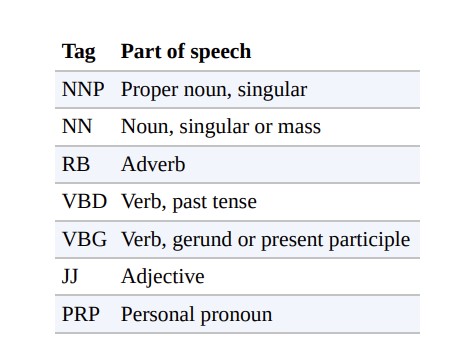 Tag Part of speech
NNP Proper noun, singular
NN Noun, singular or mass
RB Adverb
VBD Verb, past tense
VBG Verb, gerund or present participle
JJ Adjective
PRP Personal pronoun